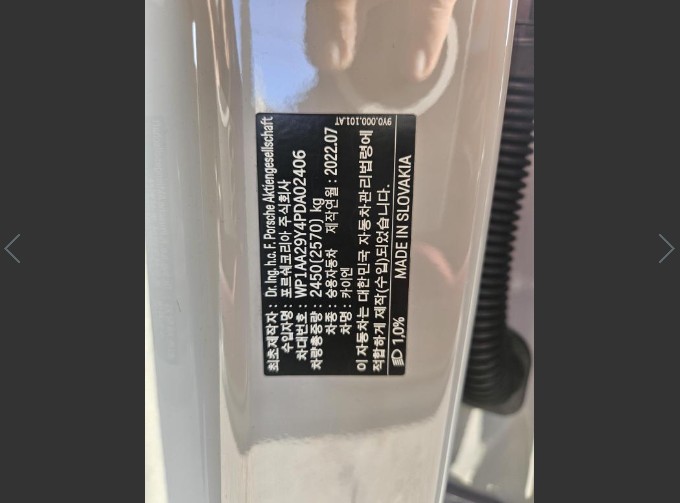 최초제작자 : Dr. Ing. h.c. F. Porsche Aktiengesellschaft
수입자명 : 포르쉐코리아 주식회사
차대번호 : WP1AA29Y4PDA02406
차량총중량 : 2450(2570) kg
차종 : 승용자동차 제작연월 : 2022.07
차명 : 카이엔
이 자동차는 대한민국 자동차관리법령에
적합하게 제작(수입)되었습니다.
1,0% MADE IN SLOVAKIA
9Y0.000.101.AT